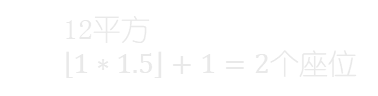 12平方
⌊1 ∗ 1.5⌋ + 1 = 2个座位